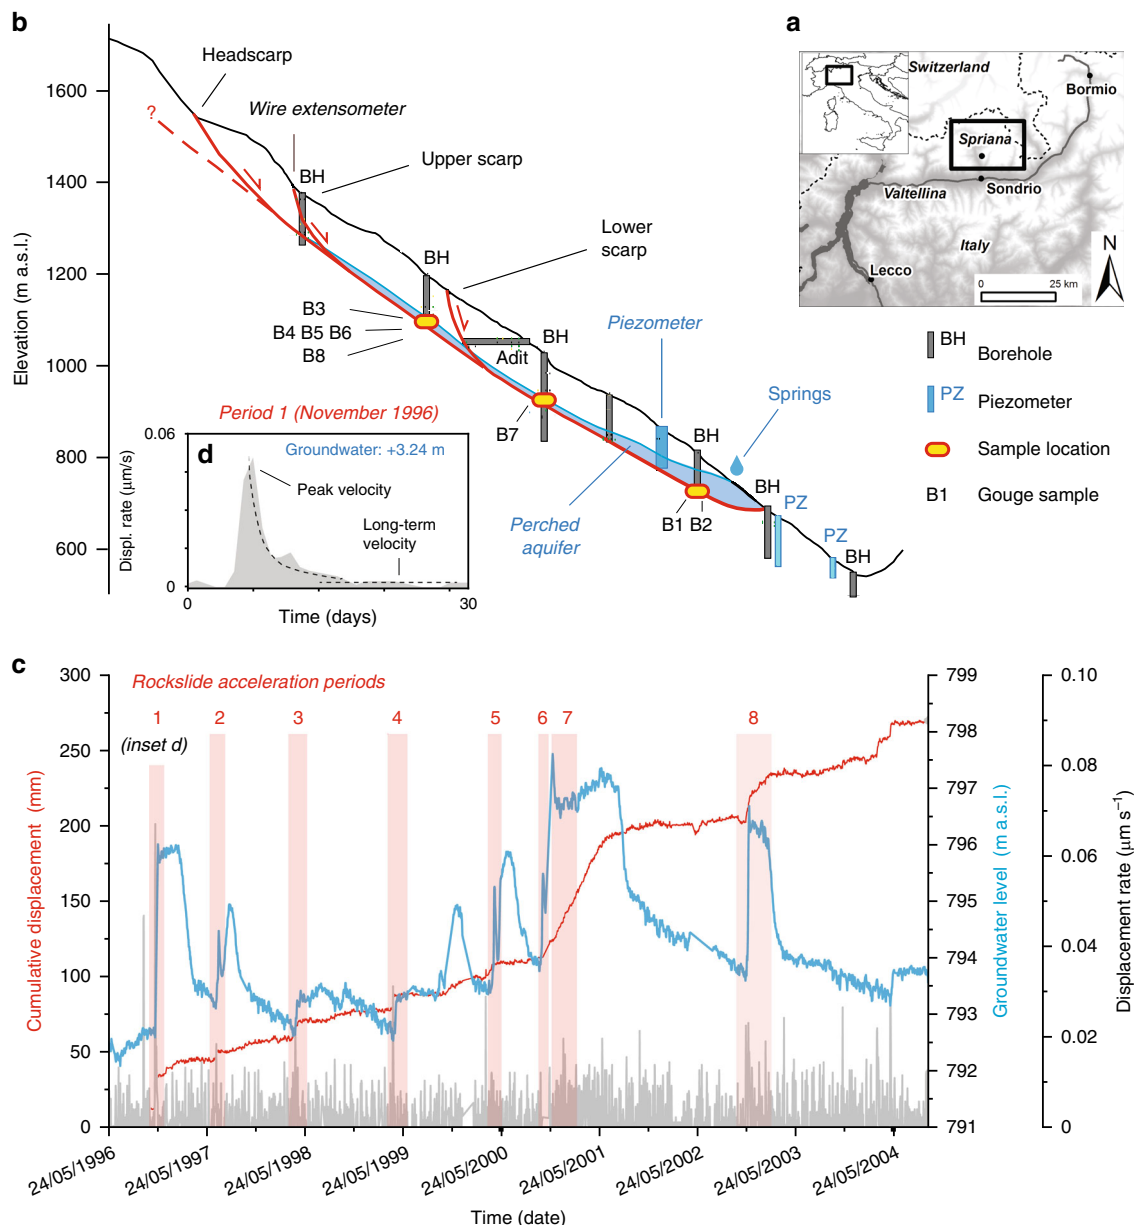 b
a
Headscarp
Wire extensometer
BH
Upper scarp
BH
Lower
scarp
?
B3
B4 B5 B6
B8
Adit
BH
Piezometer
B7
BH
Springs
BH
PZ
PZ
BH
B1 B2
Perched
aquifer
1600
1400
1200
1000
800
600
Elevation (m a.s.l.)
Switzerland
Bormio
Spriana
Valtellina
Sondrio
Italy
Lecco
N
0 25 km
BH Borehole
PZ Piezometer
Sample location
B1 Gouge sample
Period 1 (November 1996)
0.06
0
Displ. rate (µm/s)
d
Groundwater: +3.24 m
Peak velocity
Long-term
velocity
0 30
Time (days)
c
Rockslide acceleration periods
1 2 3 4 5 6 7 8
(inset d)
300
250
200
150
100
50
0
Cumulative displacement (mm)
799
798
797
796
795
794
793
792
791
Groundwater level (m a.s.l.)
0.10
0.08
0.06
0.04
0.02
0
Displacement rate (µm s⁻¹)
24/05/1996
24/05/1997
24/05/1998
24/05/1999
24/05/2000
24/05/2001
24/05/2002
24/05/2003
24/05/2004
Time (date)